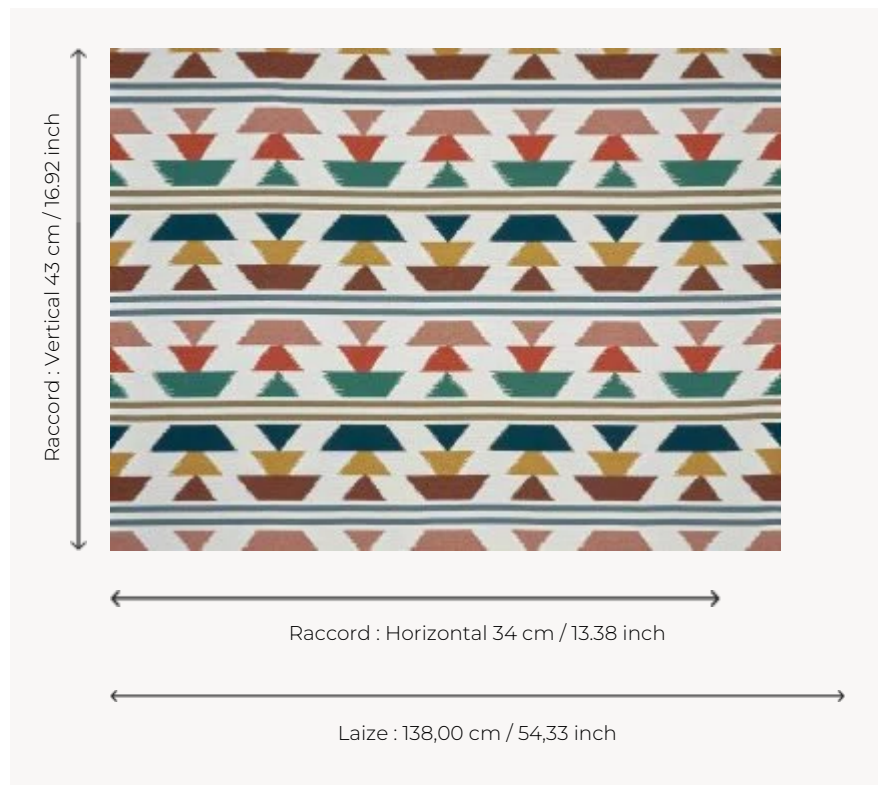 Raccord : Vertical 43 cm / 16.92 inch
Raccord : Horizontal 34 cm / 13.38 inch
Laize : 138,00 cm / 54,33 inch